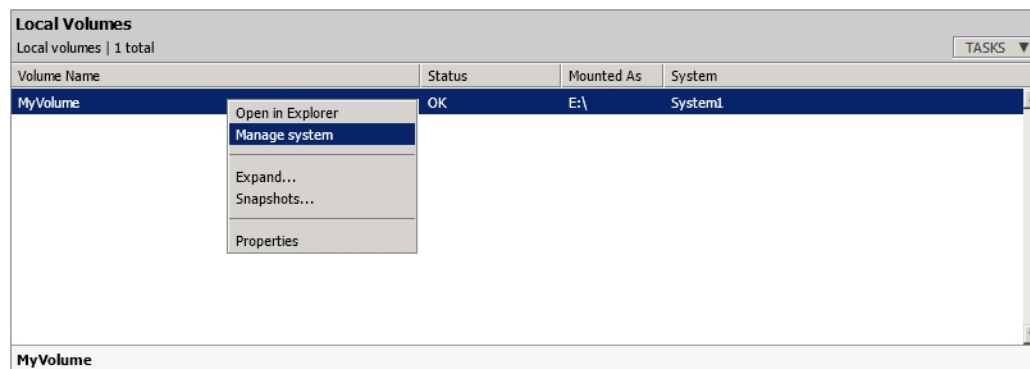 Local Volumes
Local volumes | 1 total
TASKS ▼
Volume Name Status Mounted As System
MyVolume OK E:\ System1
Open in Explorer
Manage system
Expand...
Snapshots...
Properties
MyVolume